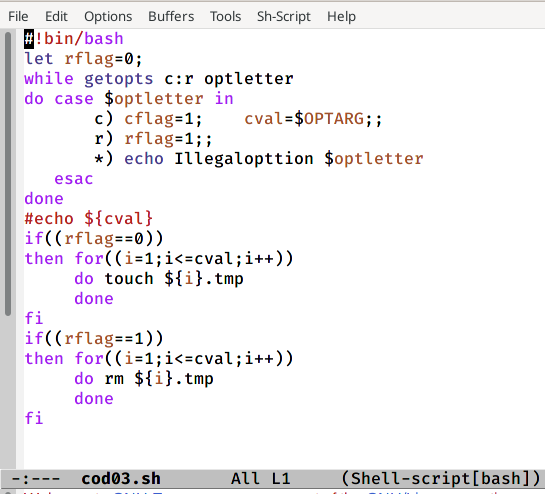 File Edit Options Buffers Tools Sh-Script Help
#!bin/bash
let rflag=0;
while getopts c:r optletter
do case $optletter in
        c) cflag=1;    cval=$OPTARG;;
        r) rflag=1;;
        *) echo Illegalopttion $optletter
   esac
done
#echo ${cval}
if((rflag==0))
then for((i=1;i<=cval;i++))
     do touch ${i}.tmp
     done
fi
if((rflag==1))
then for((i=1;i<=cval;i++))
     do rm ${i}.tmp
     done
fi
-:---  cod03.sh       All L1     (Shell-script[bash])